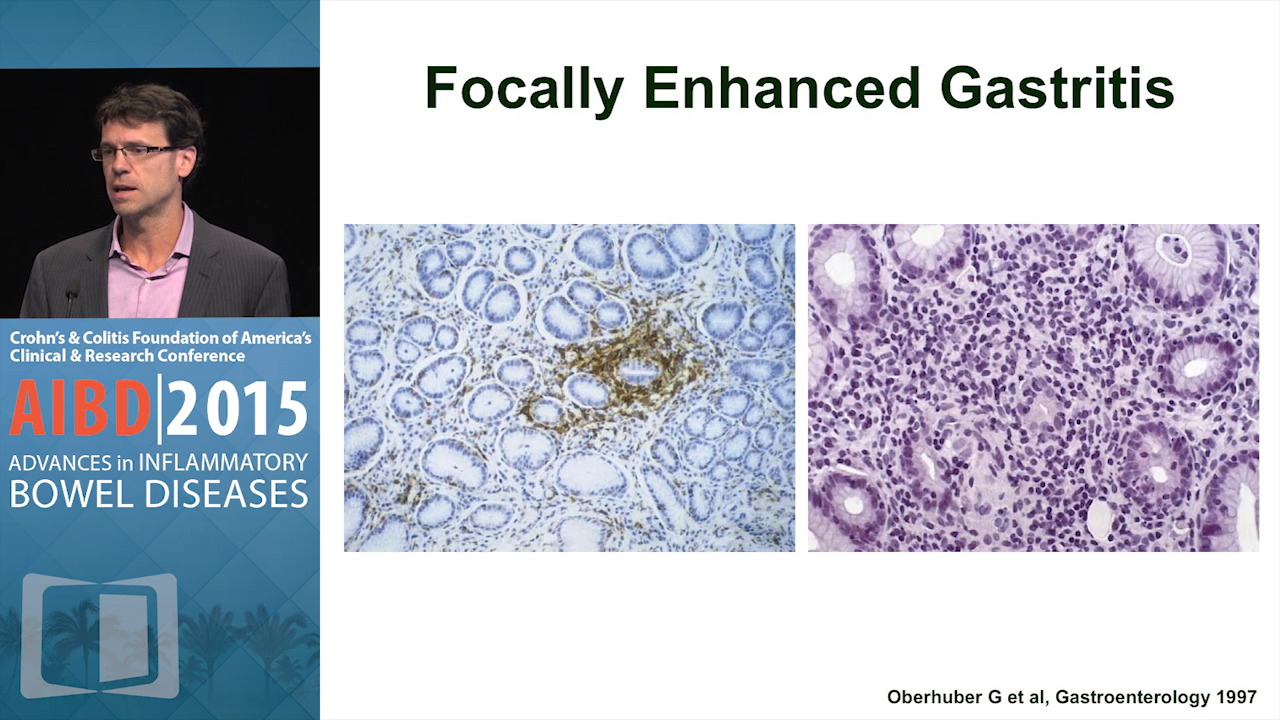 Focally Enhanced Gastritis
Crohn's & Colitis Foundation of America's
Clinical & Research Conference
AIBD|2015
ADVANCES in INFLAMMATORY
BOWEL DISEASES
Oberhuber G et al, Gastroenterology 1997